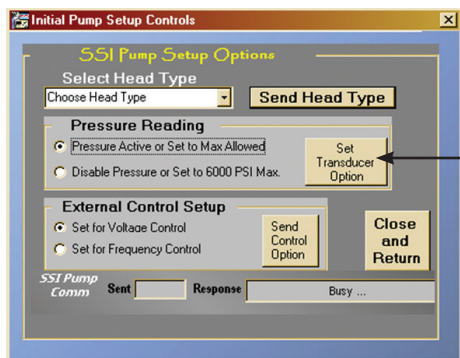 Initial Pump Setup Controls
SSI Pump Setup Options
Select Head Type
Choose Head Type
Send Head Type
Pressure Reading
Pressure Active or Set to Max Allowed
Disable Pressure or Set to 6000 PSI Max.
Set
Transducer
Option
External Control Setup
Set for Voltage Control
Set for Frequency Control
Send
Control
Option
Close
and
Return
SSI Pump
Comm
Sent
Response
Busy ...